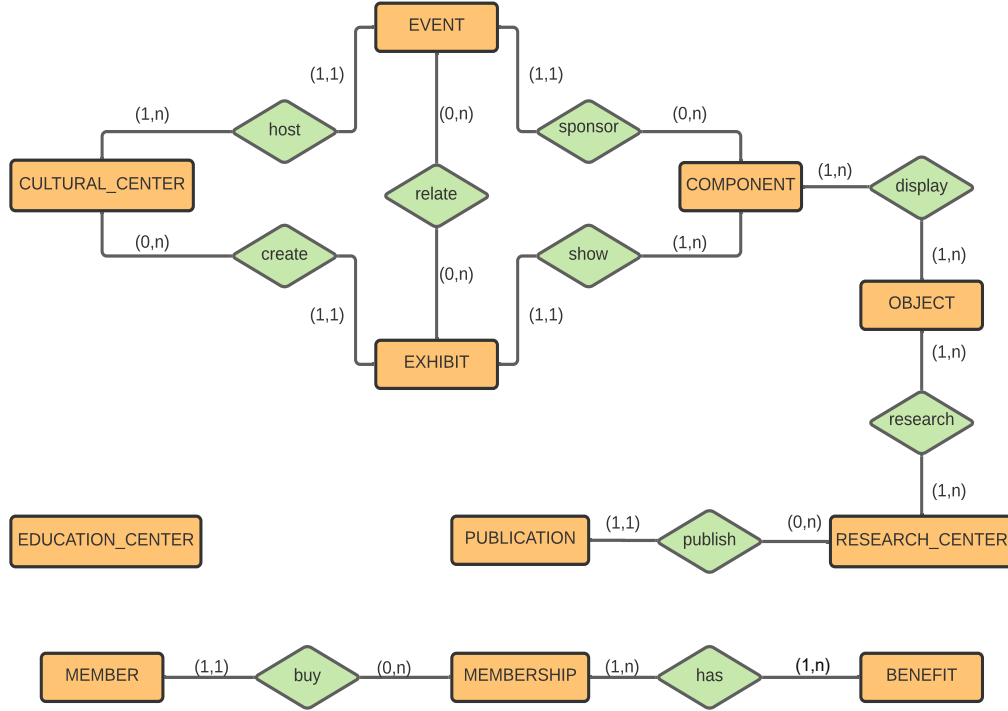 EVENT
(1,1)
(1,1)
(1,n)
(0,n)
(0,n)
host
sponsor
CULTURAL_CENTER
relate
COMPONENT
(1,n)
display
(0,n)
create
show
(1,n)
(0,n)
(1,n)
(1,1)
(1,1)
OBJECT
EXHIBIT
(1,n)
research
(1,n)
EDUCATION_CENTER
PUBLICATION
(1,1)
publish
(0,n)
RESEARCH_CENTER
MEMBER
(1,1)
buy
(0,n)
MEMBERSHIP
(1,n)
has
(1,n)
BENEFIT